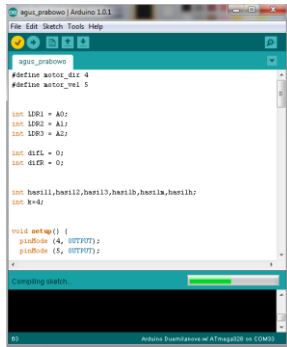 agus_prabowo | Arduino 1.0.1
File Edit Sketch Tools Help
agus_prabowo
#define motor_dir 4
#define motor_vel 5
int LDR1 = A0;
int LDR2 = A1;
int LDR3 = A2;
int difL = 0;
int difR = 0;
int hasil1,hasil2,hasil3,hasilb,hasilm,hasilh;
int k=4;
void setup() {
pinMode (4, OUTPUT);
pinMode (5, OUTPUT);
Compiling sketch...
60
Arduino Duemilanove w/ ATmega328 on COM30